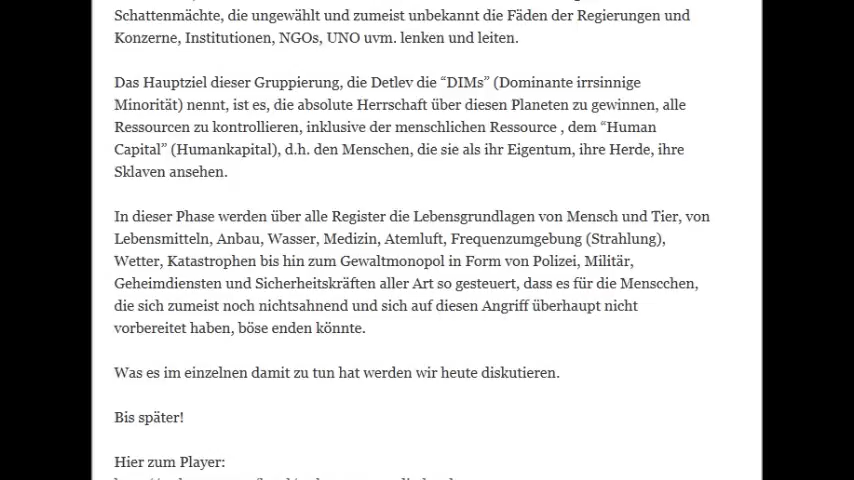 Schattenmächte, die ungewählt und zumeist unbekannt die Fäden der Regierungen und
Konzerne, Institutionen, NGOs, UNO uvm. lenken und leiten.
Das Hauptziel dieser Gruppierung, die Detlev die “DIMs” (Dominante irrsinnige
Minorität) nennt, ist es, die absolute Herrschaft über diesen Planeten zu gewinnen, alle
Ressourcen zu kontrollieren, inklusive der menschlichen Ressource , dem “Human
Capital” (Humankapital), d.h. den Menschen, die sie als ihr Eigentum, ihre Herde, ihre
Sklaven ansehen.
In dieser Phase werden über alle Register die Lebensgrundlagen von Mensch und Tier, von
Lebensmitteln, Anbau, Wasser, Medizin, Atemluft, Frequenzumgebung (Strahlung),
Wetter, Katastrophen bis hin zum Gewaltmonopol in Form von Polizei, Militär,
Geheimdiensten und Sicherheitskräften aller Art so gesteuert, dass es für die Menscchen,
die sich zumeist noch nichtsahnend und sich auf diesen Angriff überhaupt nicht
vorbereitet haben, böse enden könnte.
Was es im einzelnen damit zu tun hat werden wir heute diskutieren.
Bis später!
Hier zum Player: